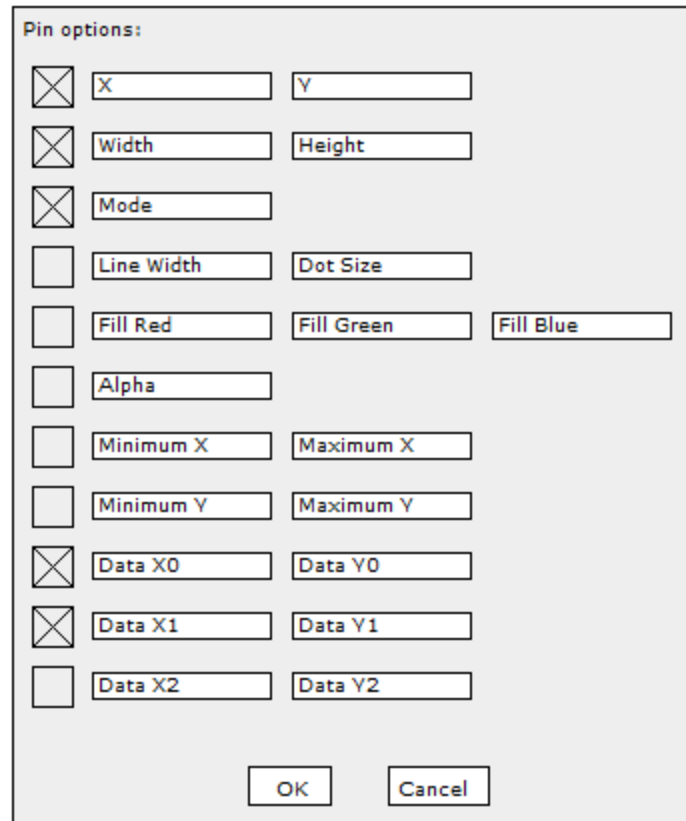 Pin options:
X Y
Width Height
Mode
Line Width Dot Size
Fill Red Fill Green Fill Blue
Alpha
Minimum X Maximum X
Minimum Y Maximum Y
Data X0 Data Y0
Data X1 Data Y1
Data X2 Data Y2
OK Cancel